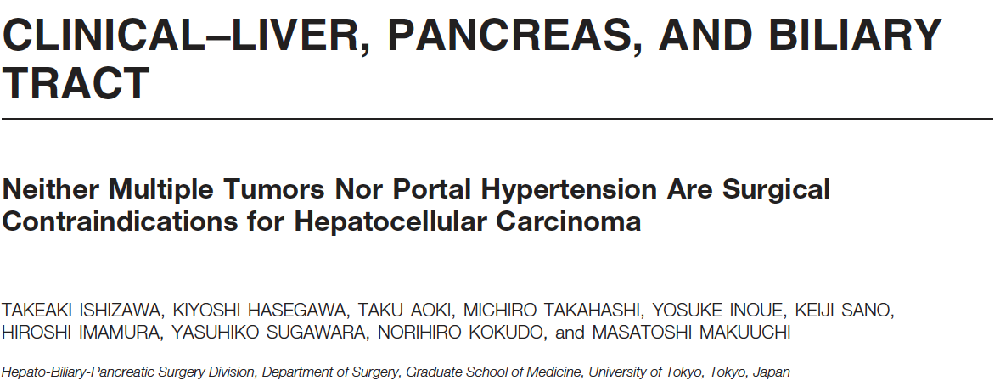 CLINICAL–LIVER, PANCREAS, AND BILIARY
TRACT
Neither Multiple Tumors Nor Portal Hypertension Are Surgical
Contraindications for Hepatocellular Carcinoma
TAKEAKI ISHIZAWA, KIYOSHI HASEGAWA, TAKU AOKI, MICHIRO TAKAHASHI, YOSUKE INOUE, KEIJI SANO,
HIROSHI IMAMURA, YASUHIKO SUGAWARA, NORIHIRO KOKUDO, and MASATOSHI MAKUUCHI
Hepato-Biliary-Pancreatic Surgery Division, Department of Surgery, Graduate School of Medicine, University of Tokyo, Tokyo, Japan